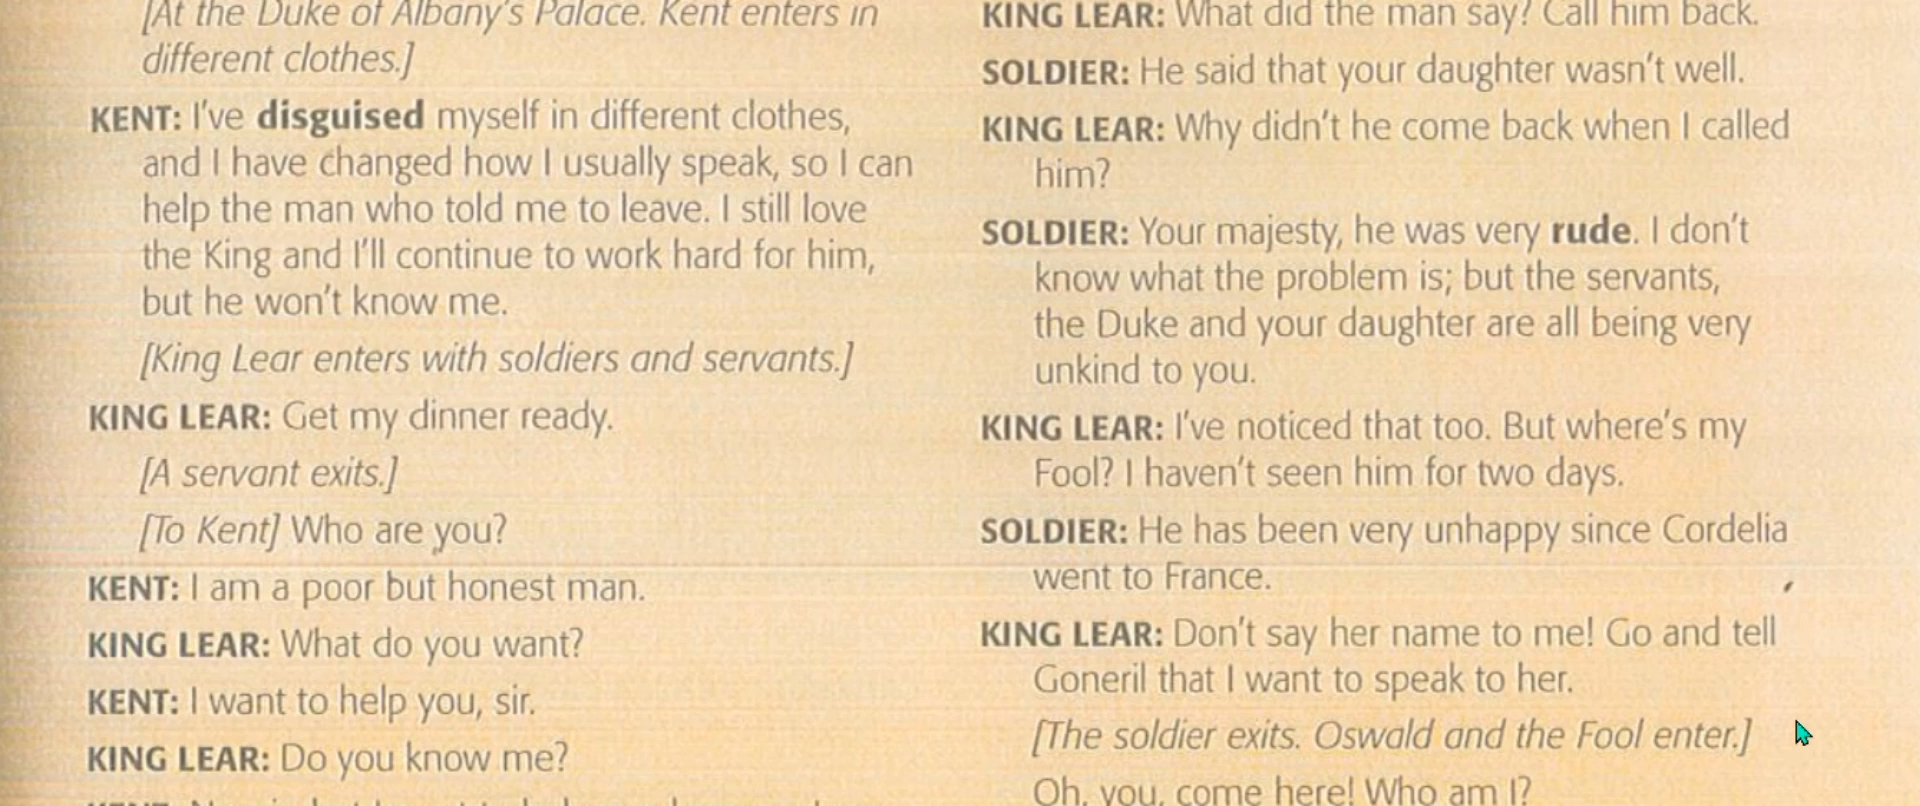 [At the Duke of Albany's Palace. Kent enters in
different clothes.]
KENT: I've disguised myself in different clothes,
and I have changed how I usually speak, so I can
help the man who told me to leave. I still love
the King and I'll continue to work hard for him,
but he won't know me.
[King Lear enters with soldiers and servants.]
KING LEAR: Get my dinner ready.
[A servant exits.]
[To Kent] Who are you?
KENT: I am a poor but honest man.
KING LEAR: What do you want?
KENT: I want to help you, sir.
KING LEAR: Do you know me?
KING LEAR: What did the man say? Call him back.
SOLDIER: He said that your daughter wasn't well.
KING LEAR: Why didn't he come back when I called
him?
SOLDIER: Your majesty, he was very rude. I don't
know what the problem is; but the servants,
the Duke and your daughter are all being very
unkind to you.
KING LEAR: I've noticed that too. But where's my
Fool? I haven't seen him for two days.
SOLDIER: He has been very unhappy since Cordelia
went to France.
KING LEAR: Don't say her name to me! Go and tell
Goneril that I want to speak to her.
[The soldier exits. Oswald and the Fool enter.]
Oh, you, come here! Who am I?